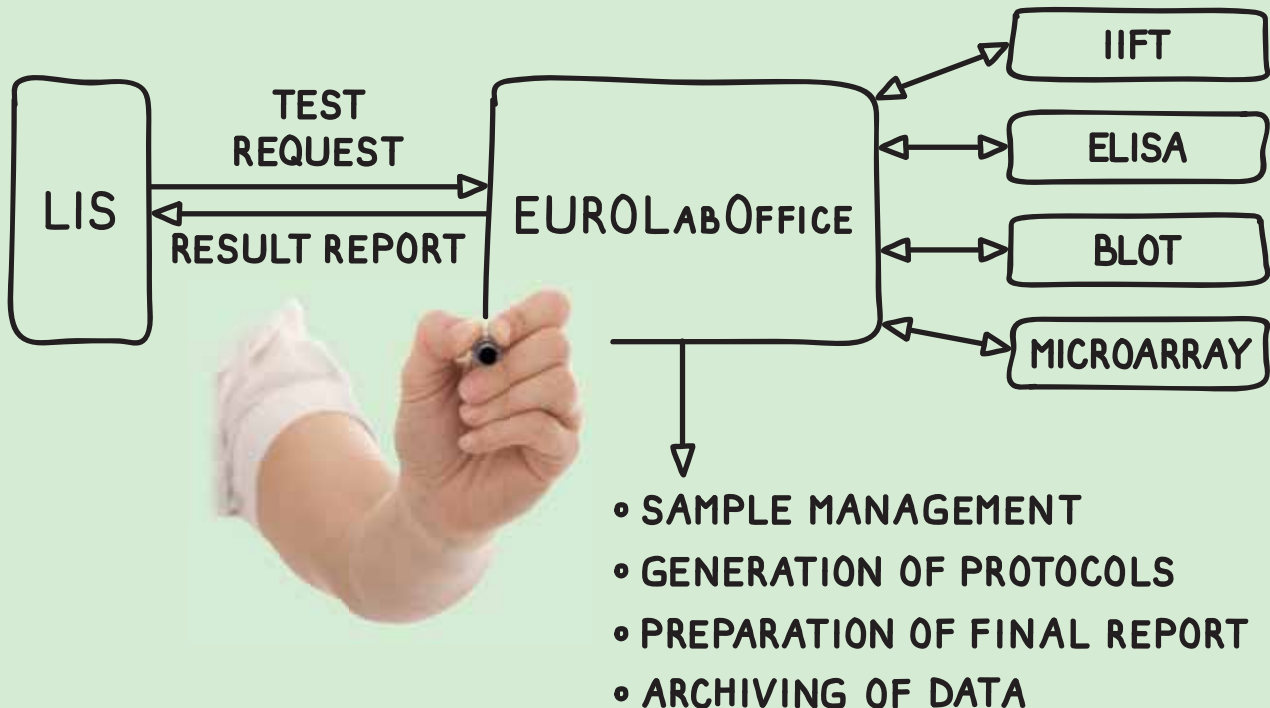 LIS
TEST
REQUEST
RESULT REPORT
EUROLABOFFICE
IIFT
ELISA
BLOT
MICROARRAY
• SAMPLE MANAGEMENT
• GENERATION OF PROTOCOLS
• PREPARATION OF FINAL REPORT
• ARCHIVING OF DATA